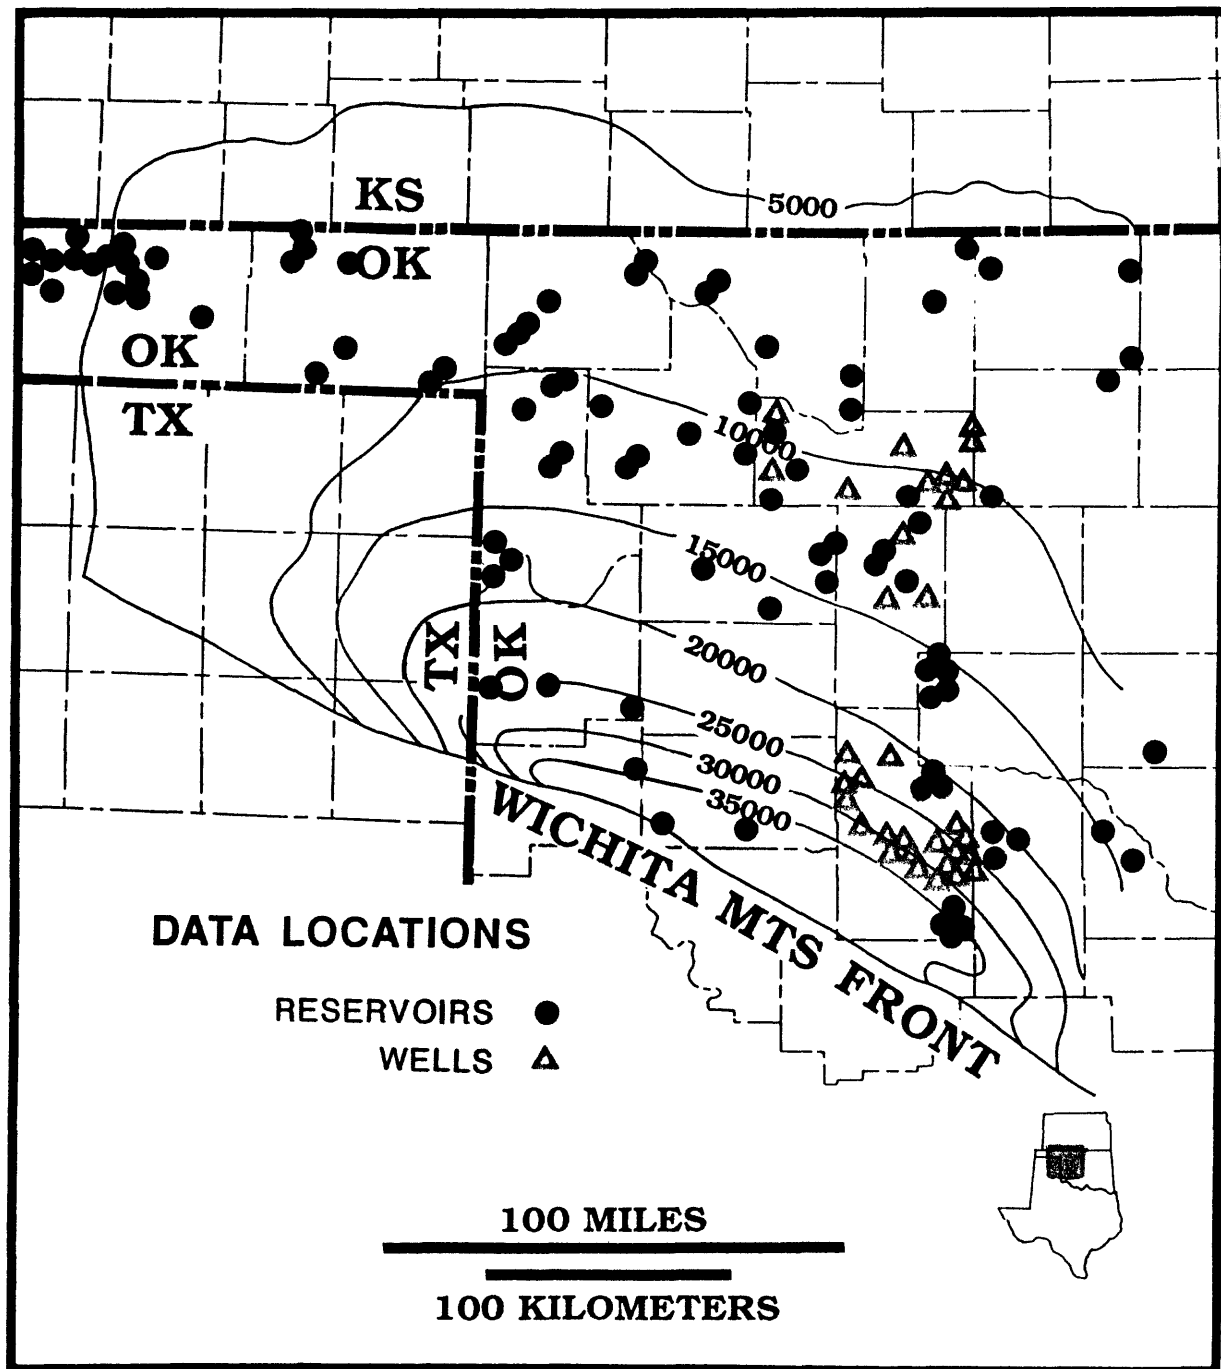 KS
5000
OK
OK
TX
10000
15000
TX
OK
20000
25000
30000
35000
WICHITA MTS FRONT
DATA LOCATIONS
RESERVOIRS
WELLS
100 MILES
100 KILOMETERS